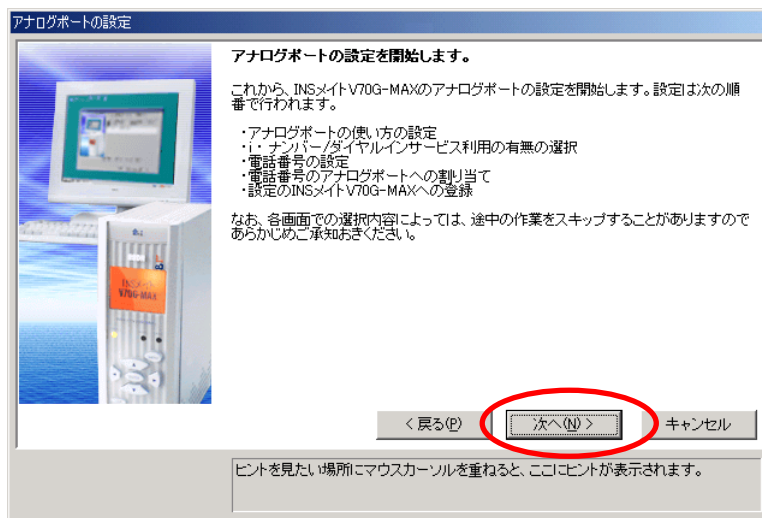 アナログポートの設定
アナログポートの設定を開始します。
これから、INSメイトV70G-MAXのアナログポートの設定を開始します。設定は次の順
番で行われます。
・アナログポートの使い方の設定
・i・ナンバー/ダイヤルインサービス利用の有無の選択
・電話番号の設定
・電話番号のアナログポートへの割り当て
・設定のINSメイトV70G-MAXへの登録
なお、各画面での選択内容によっては、途中の作業をスキップすることがありますので
あらかじめご承知おきください。
INSメイト
V70G-MAX
< 戻る(P)
次へ(N) >
キャンセル
ヒントを見たい場所にマウスカーソルを重ねると、ここにヒントが表示されます。